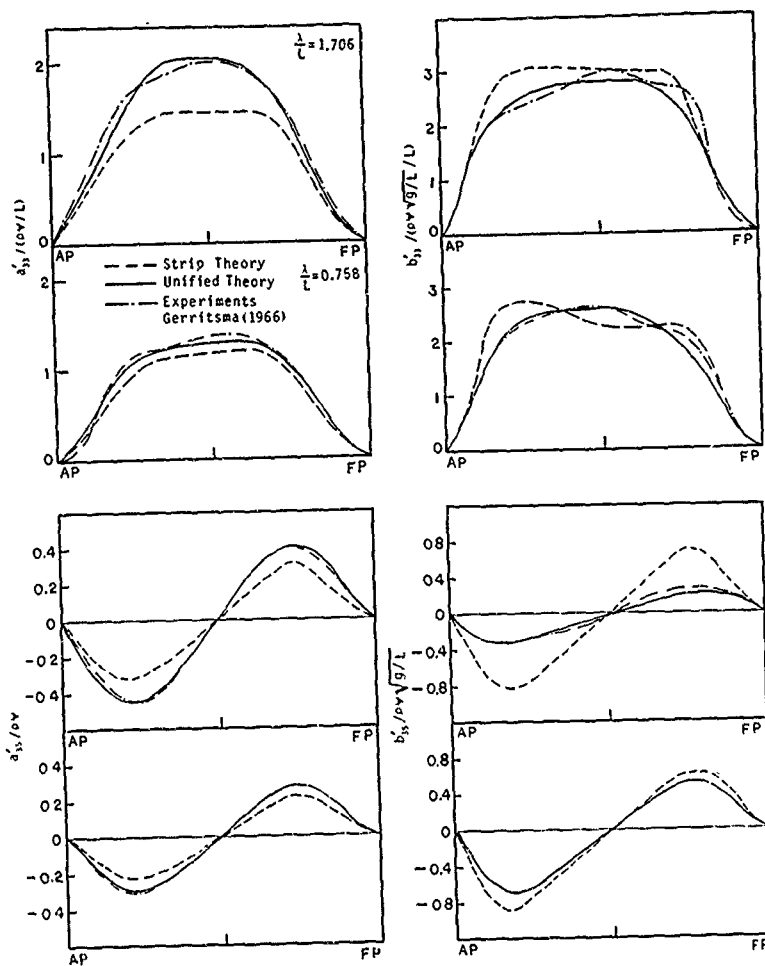 λ/L = 1.706
2
1
0
a'33/(ρ∀/L)
AP
FP
3
2
1
0
b'33/(ρ∀√g/L/L)
AP
FP
--- Strip Theory
— Unified Theory
—·— Experiments
Gerritsma (1966)
λ/L = 0.758
2
1
0
AP
FP
3
2
1
0
AP
FP
0.4
0.2
0
-0.2
-0.4
AP
FP
0.8
0.4
0
-0.4
-0.8
AP
FP
0.4
0.2
0
-0.2
-0.4
AP
FP
0.8
0.4
0
-0.4
-0.8
AP
FP